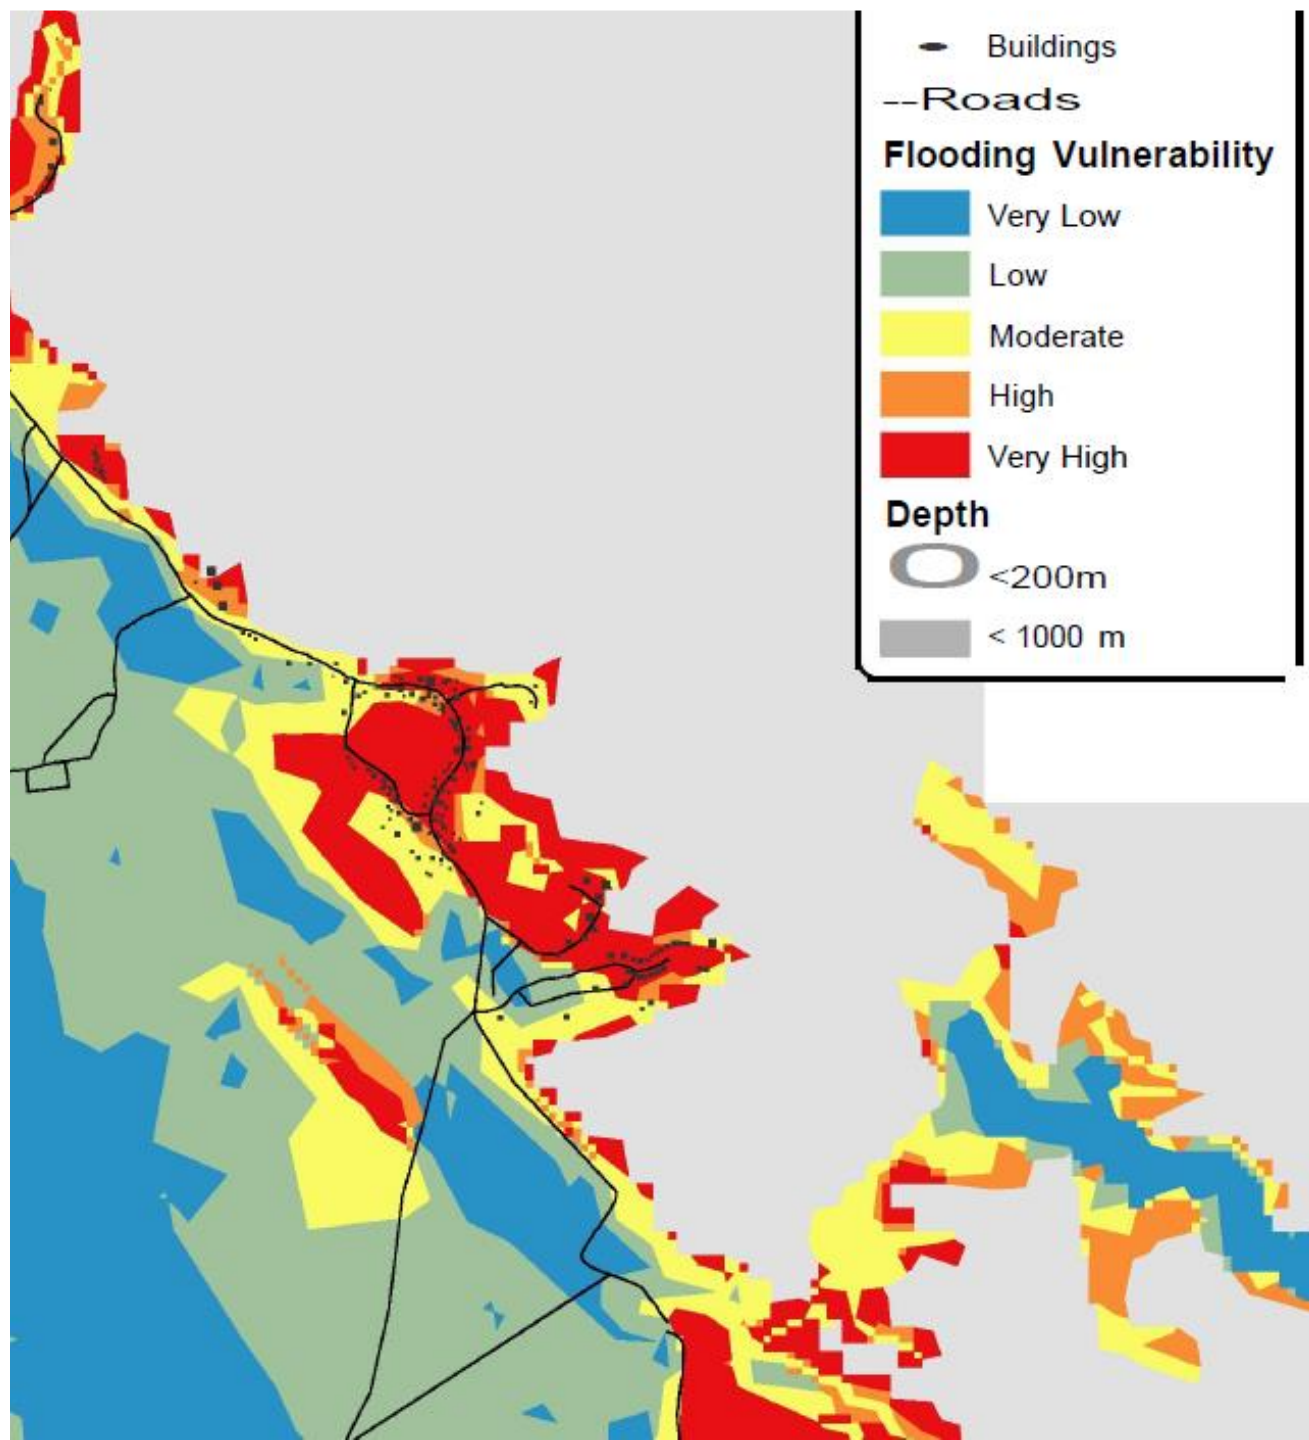 Buildings
--Roads
Flooding Vulnerability
Very Low
Low
Moderate
High
Very High
Depth
<200m
< 1000 m